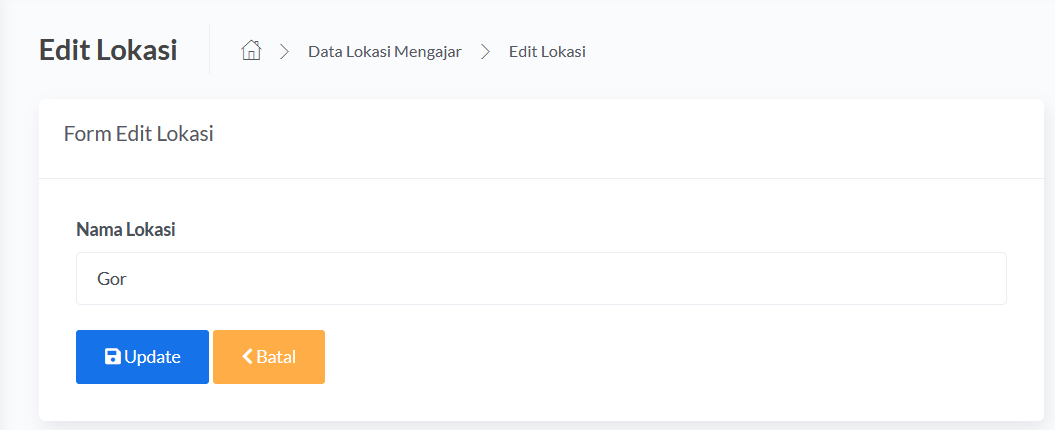 Edit Lokasi
Data Lokasi Mengajar
Edit Lokasi
Form Edit Lokasi
Nama Lokasi
Gor
Update
Batal